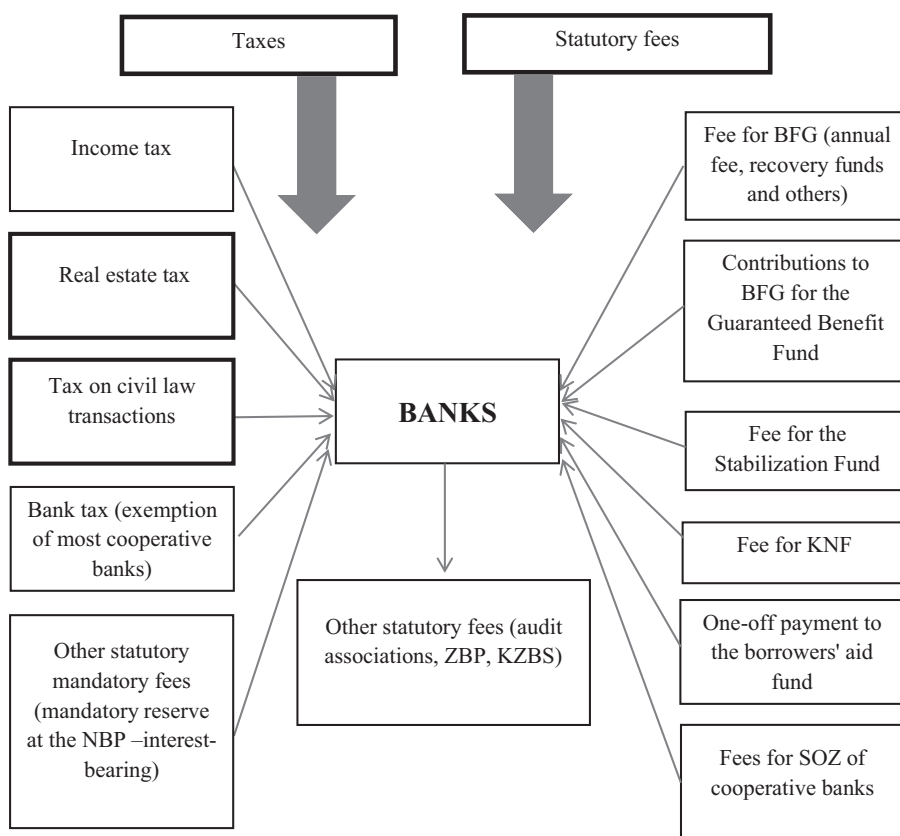 Taxes
Statutory fees
Income tax
Real estate tax
Tax on civil law
transactions
Bank tax (exemption
of most cooperative
banks)
Other statutory
mandatory fees
(mandatory reserve
at the NBP –interest-
bearing)
BANKS
Other statutory fees (audit
associations, ZBP, KZBS)
Fee for BFG (annual
fee, recovery funds
and others)
Contributions to
BFG for the
Guaranteed Benefit
Fund
Fee for the
Stabilization Fund
Fee for KNF
One-off payment to
the borrowers' aid
fund
Fees for SOZ of
cooperative banks